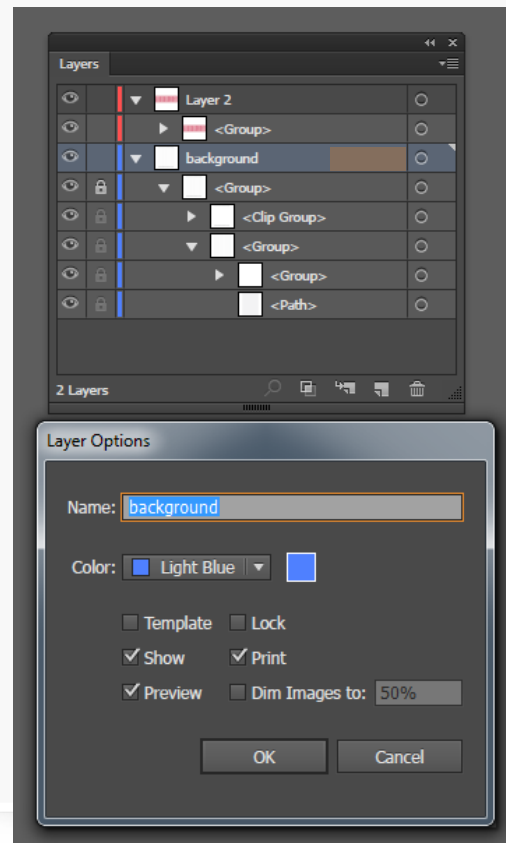 Layers
Layer 2
<Group>
background
<Group>
<Clip Group>
<Group>
<Group>
<Path>
2 Layers
Layer Options
Name: background
Color: Light Blue
Template Lock
Show Print
Preview Dim Images to: 50%
OK Cancel